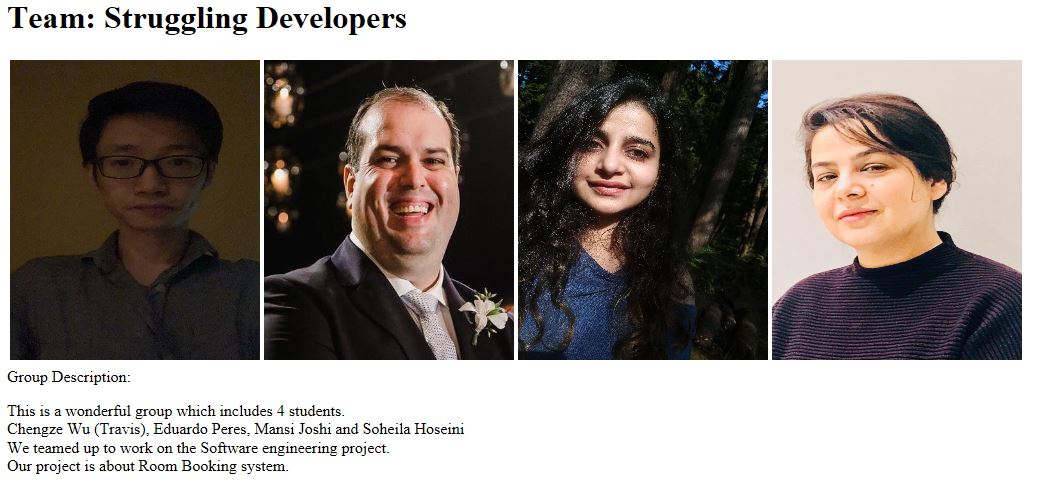 Team: Struggling Developers
Group Description:
This is a wonderful group which includes 4 students.
Chengze Wu (Travis), Eduardo Peres, Mansi Joshi and Soheila Hoseini
We teamed up to work on the Software engineering project.
Our project is about Room Booking system.